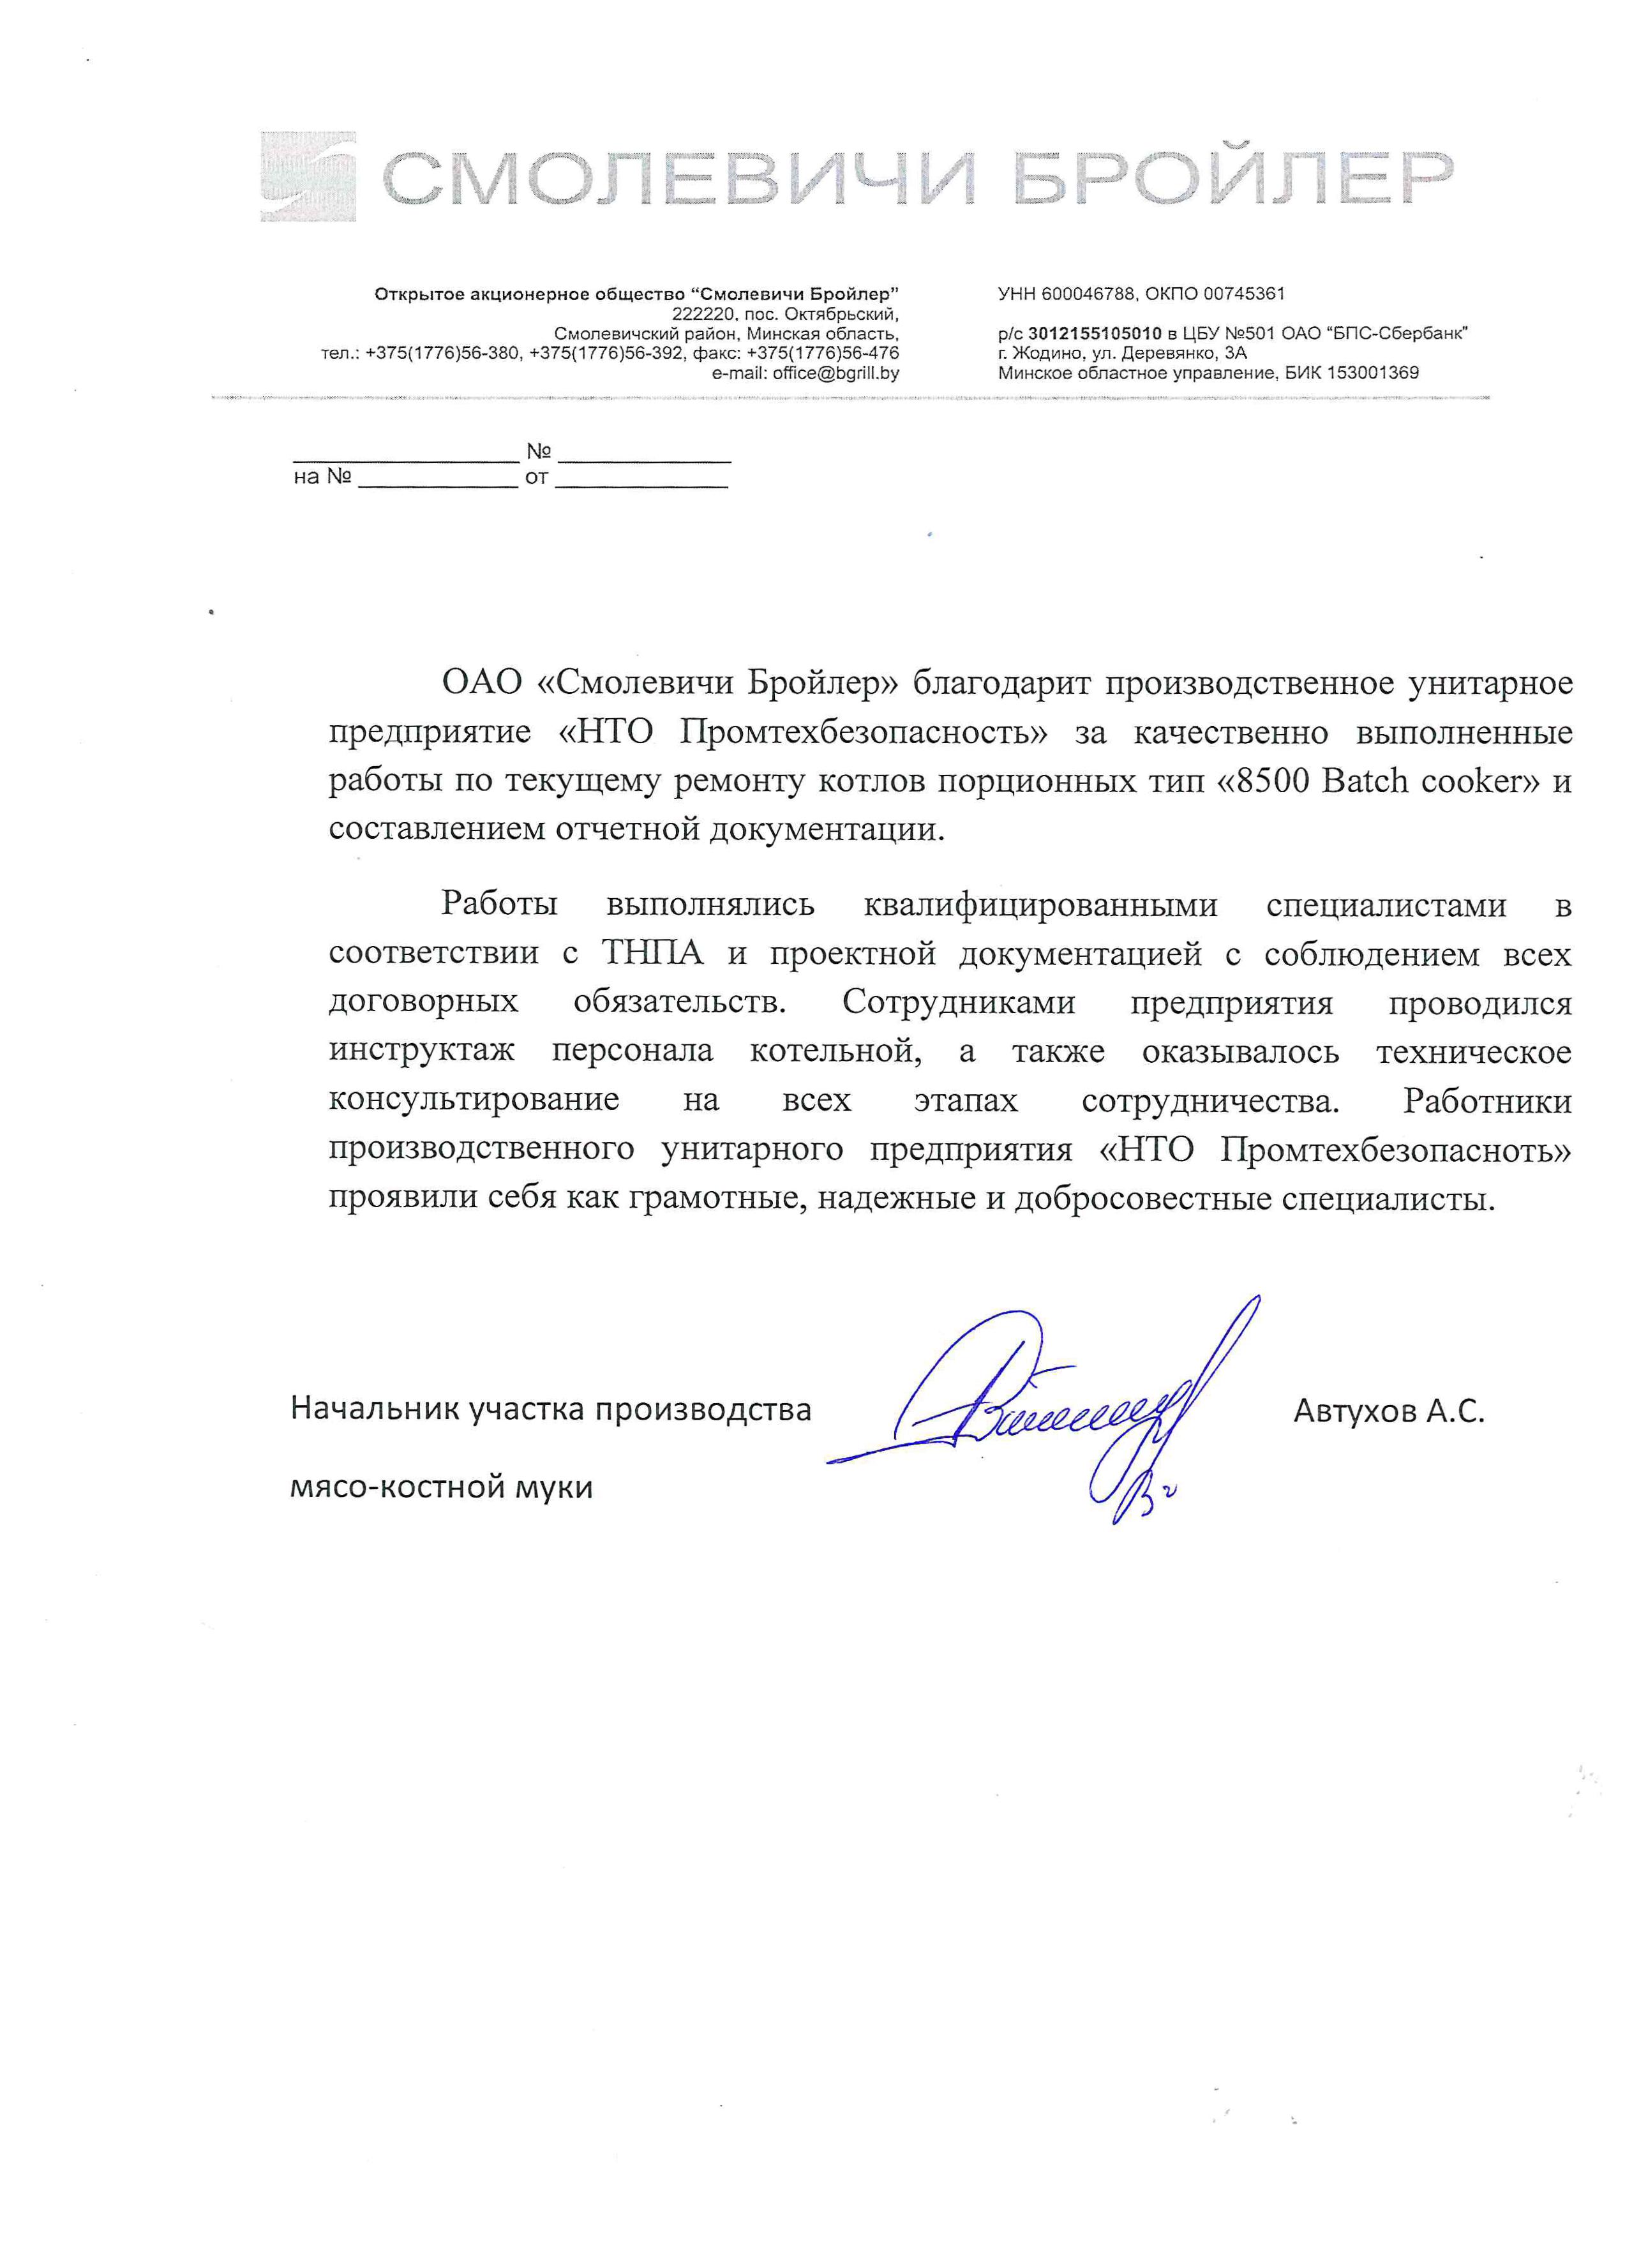 СМОЛЕВИЧИ БРОЙЛЕР
Открытое акционерное общество “Смолевичи Бройлер”
222220, пос. Октябрьский,
Смолевичский район, Минская область,
тел.: +375(1776)56-380, +375(1776)56-392, факс: +375(1776)56-476
e-mail: office@bgrill.by
УНН 600046788, ОКПО 00745361
р/с 3012155105010 в ЦБУ №501 ОАО “БПС-Сбербанк”
г. Жодино, ул. Деревянко, 3А
Минское областное управление, БИК 153001369
№
на № от
ОАО «Смолевичи Бройлер» благодарит производственное унитарное
предприятие «НТО Промтехбезопасность» за качественно выполненные
работы по текущему ремонту котлов порционных тип «8500 Batch cooker» и
составлением отчетной документации.
Работы выполнялись квалифицированными специалистами в
соответствии с ТНПА и проектной документацией с соблюдением всех
договорных обязательств. Сотрудниками предприятия проводился
инструктаж персонала котельной, а также оказывалось техническое
консультирование на всех этапах сотрудничества. Работники
производственного унитарного предприятия «НТО Промтехбезопасноть»
проявили себя как грамотные, надежные и добросовестные специалисты.
Начальник участка производства Автухов А.С.
мясо-костной муки